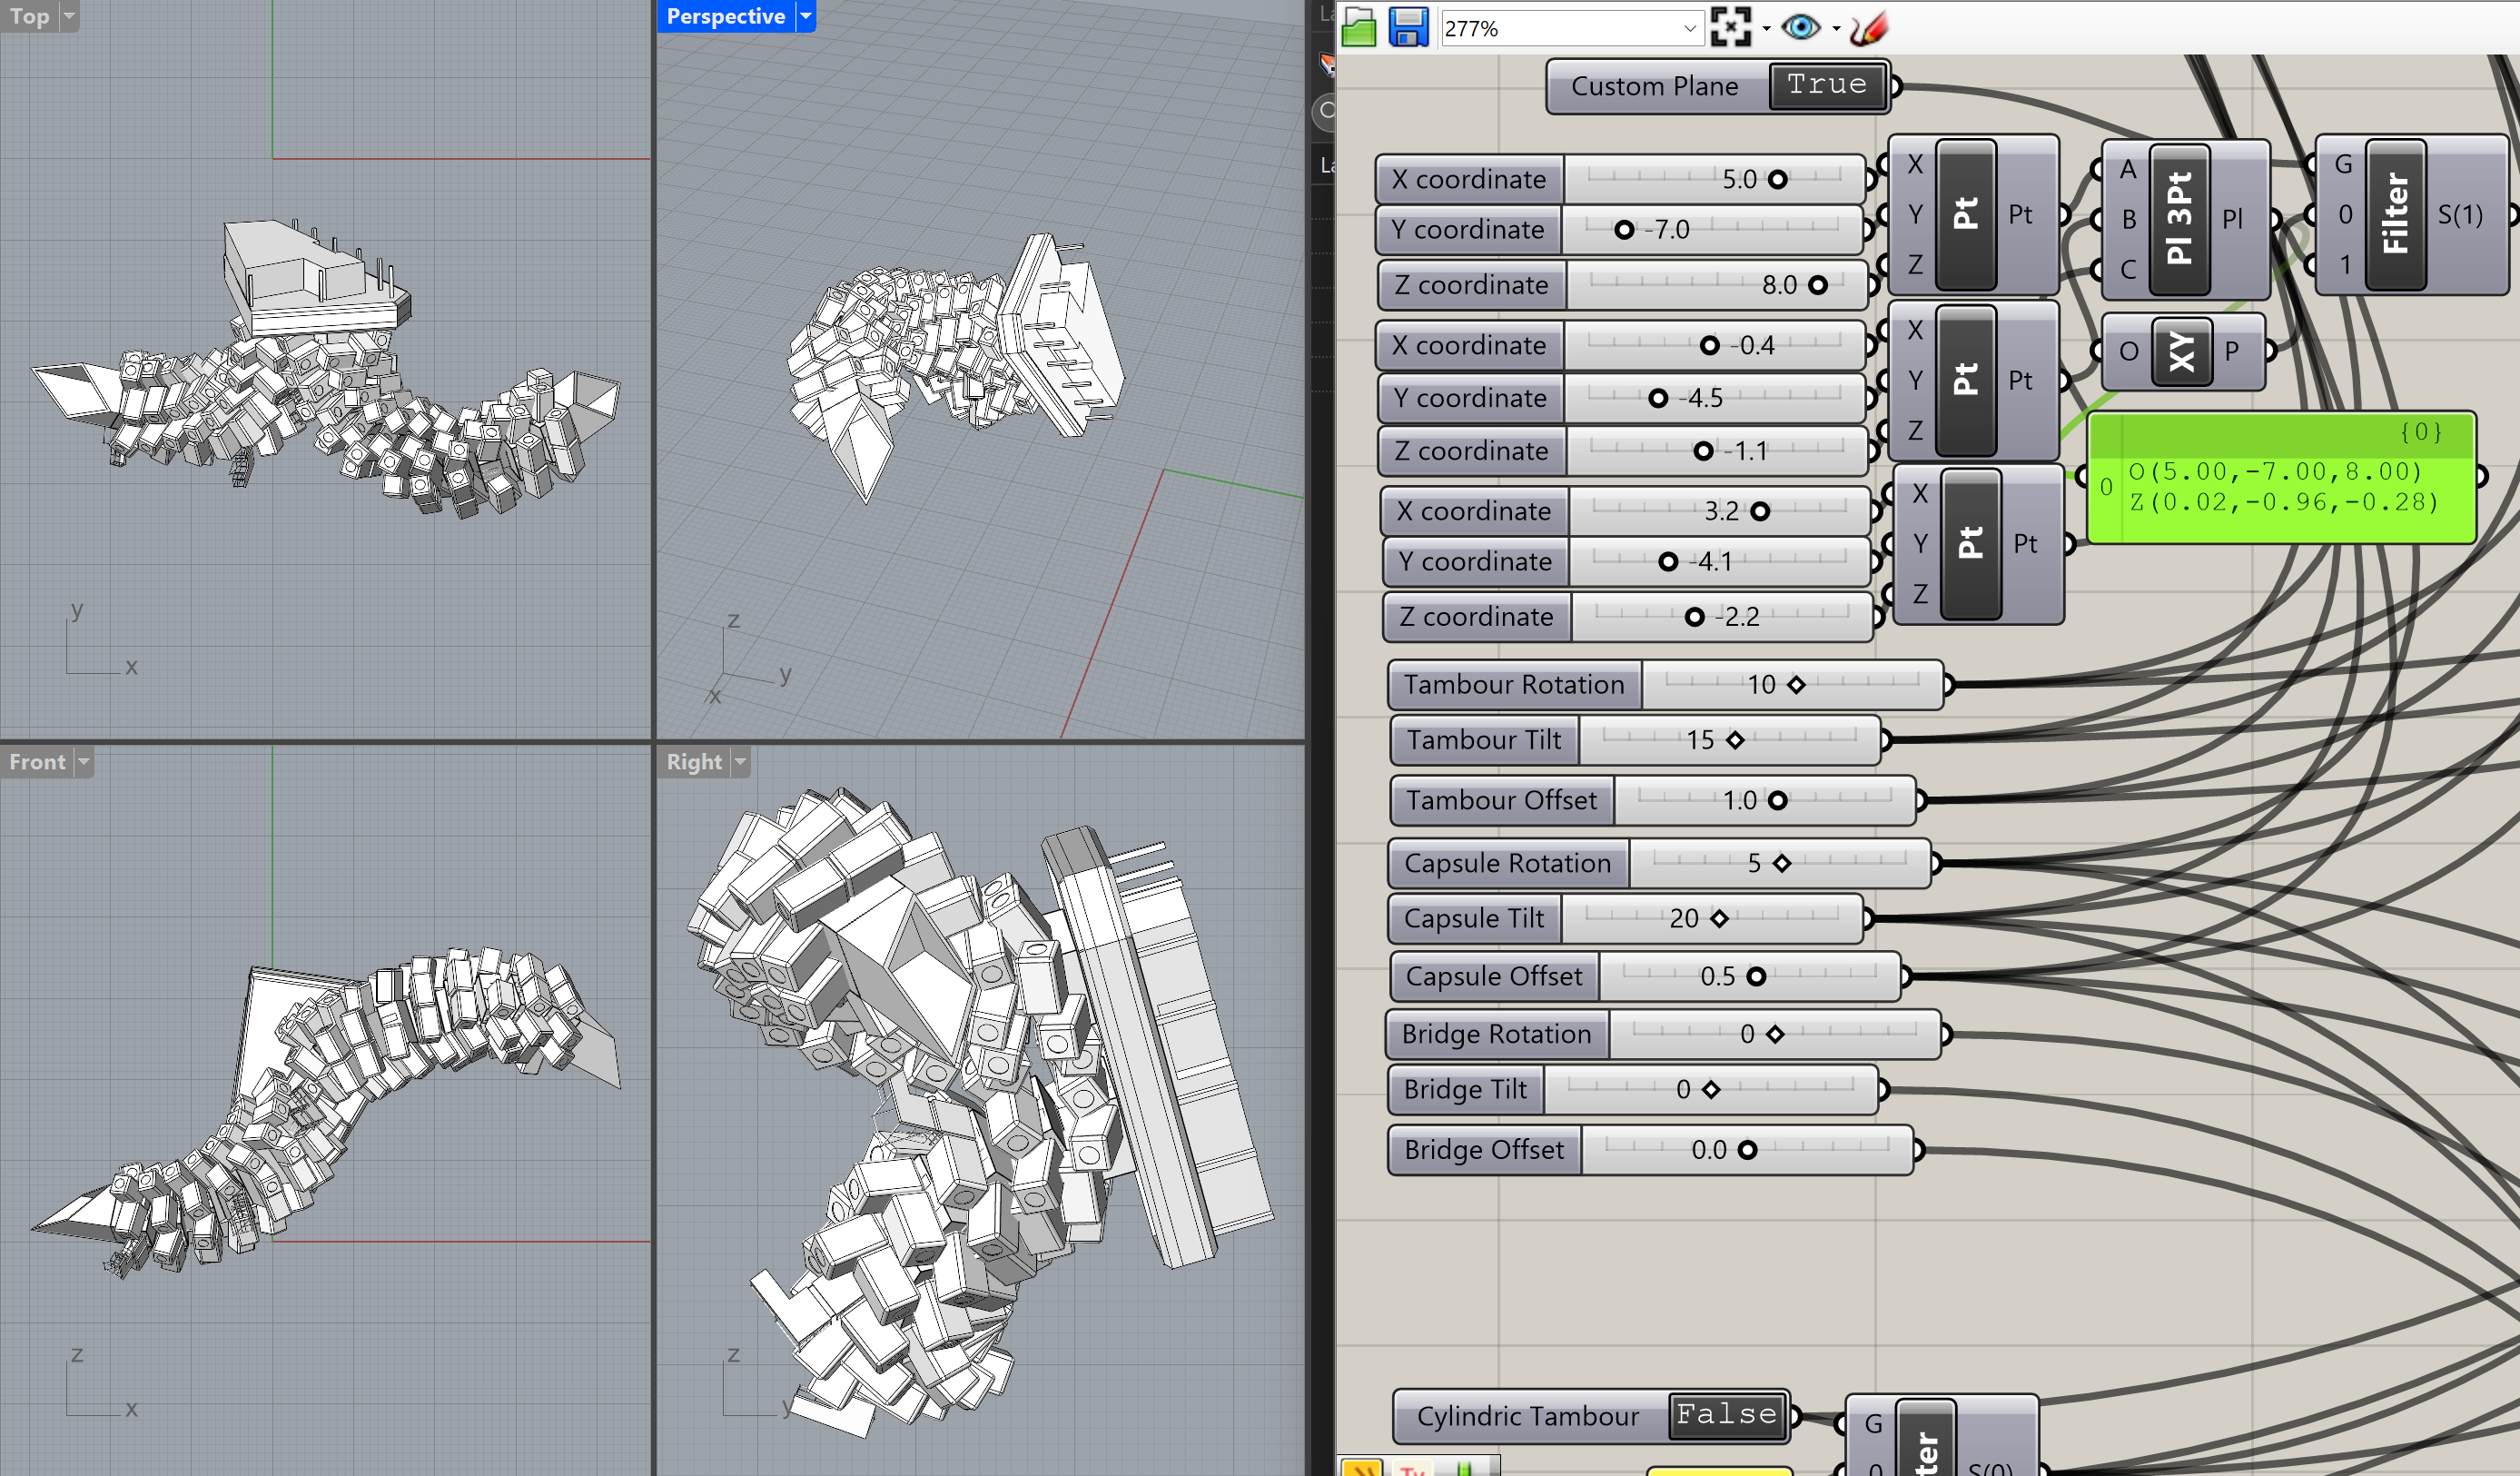 Top
Perspective
y
x
z
y
x
Front
Right
z
x
z
y
La
La
277%
Custom Plane True
X coordinate 5.0
Y coordinate -7.0
Z coordinate 8.0
X Y Z Pt Pt
A B C Pl 3Pt Pl
G 0 1 Filter S(1)
X coordinate -0.4
Y coordinate -4.5
Z coordinate -1.1
X Y Z Pt Pt
O XY P
{0}
0 O(5.00,-7.00,8.00)
Z(0.02,-0.96,-0.28)
X coordinate 3.2
Y coordinate -4.1
Z coordinate -2.2
X Y Z Pt Pt
Tambour Rotation 10
Tambour Tilt 15
Tambour Offset 1.0
Capsule Rotation 5
Capsule Tilt 20
Capsule Offset 0.5
Bridge Rotation 0
Bridge Tilt 0
Bridge Offset 0.0
Cylindric Tambour False
G 0 ter S(0)